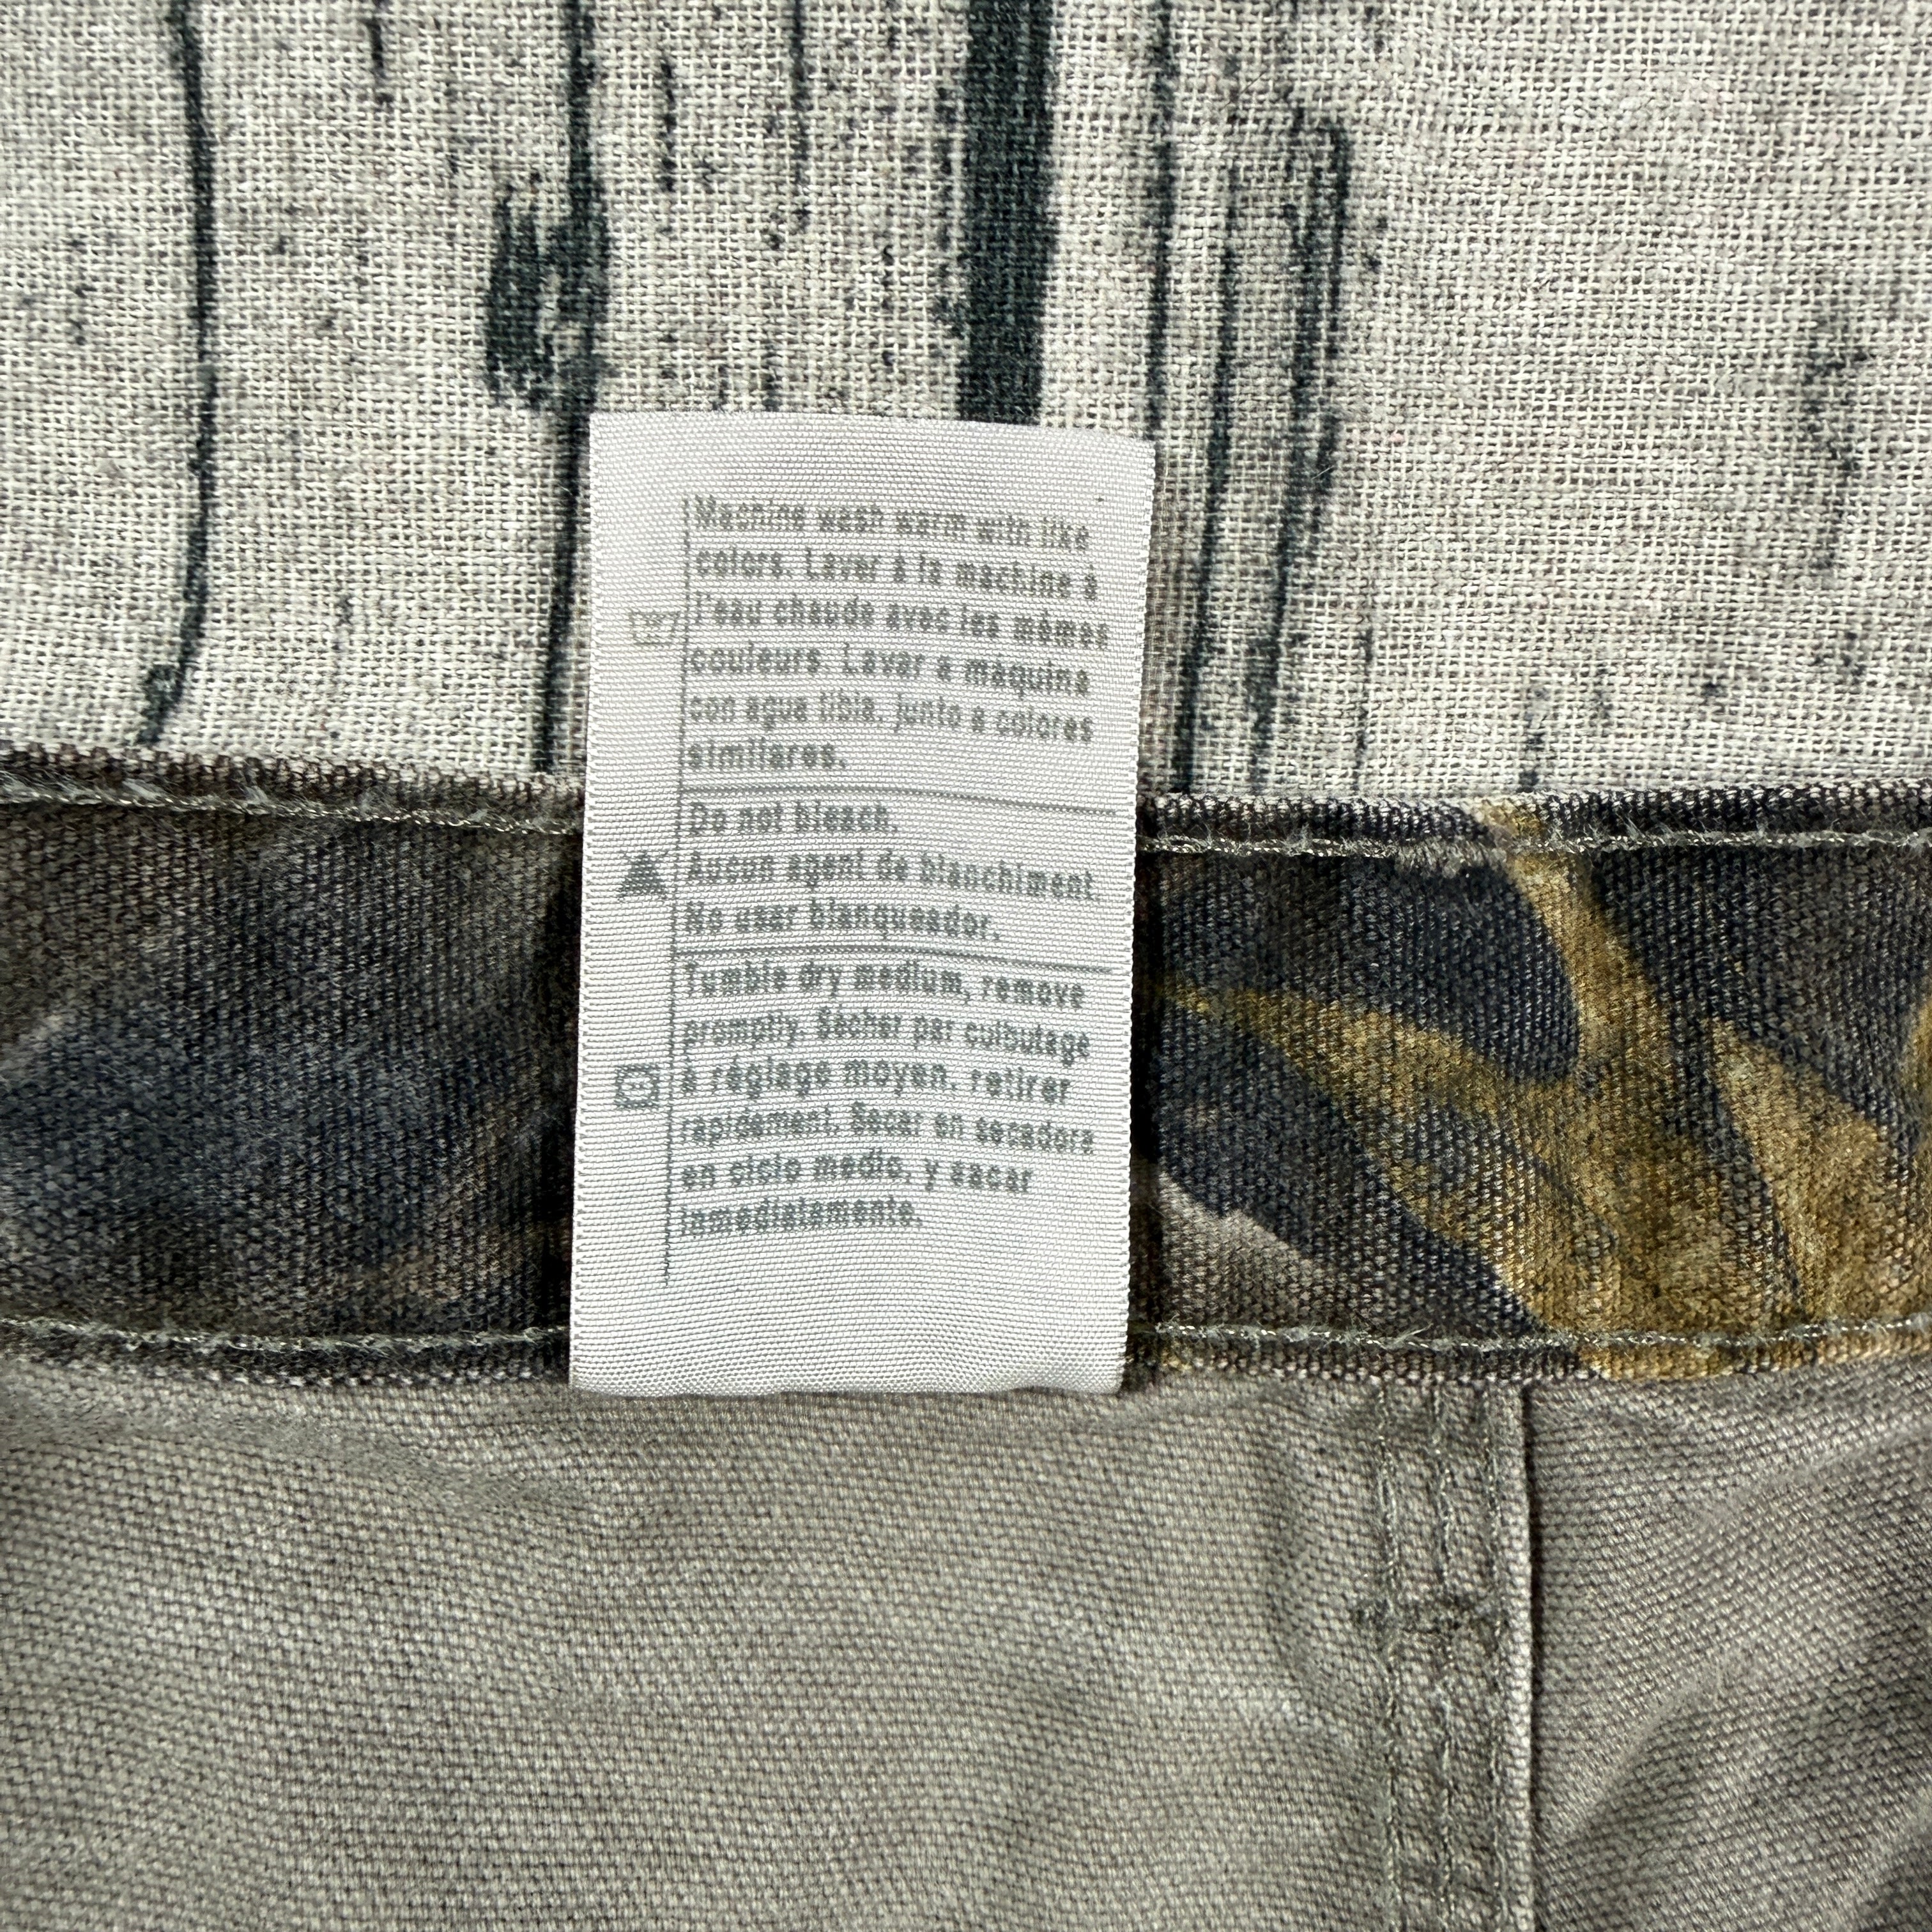 Machine wash warm with like
colors. Laver à la machine à
l'eau chaude avec les mêmes
couleurs. Lavar a máquina
con agua tibia, junto a colores
similares.
Do not bleach.
Aucun agent de blanchiment.
No usar blanqueador.
Tumble dry medium, remove
promptly. Sécher par culbutage
à réglage moyen, retirer
rapidement. Secar en secadora
en ciclo medio, y sacar
inmediatamente.